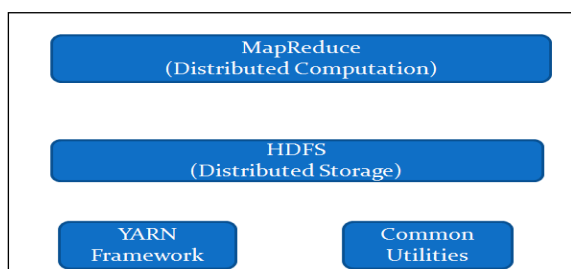 MapReduce
(Distributed Computation)
HDFS
(Distributed Storage)
YARN
Framework
Common
Utilities